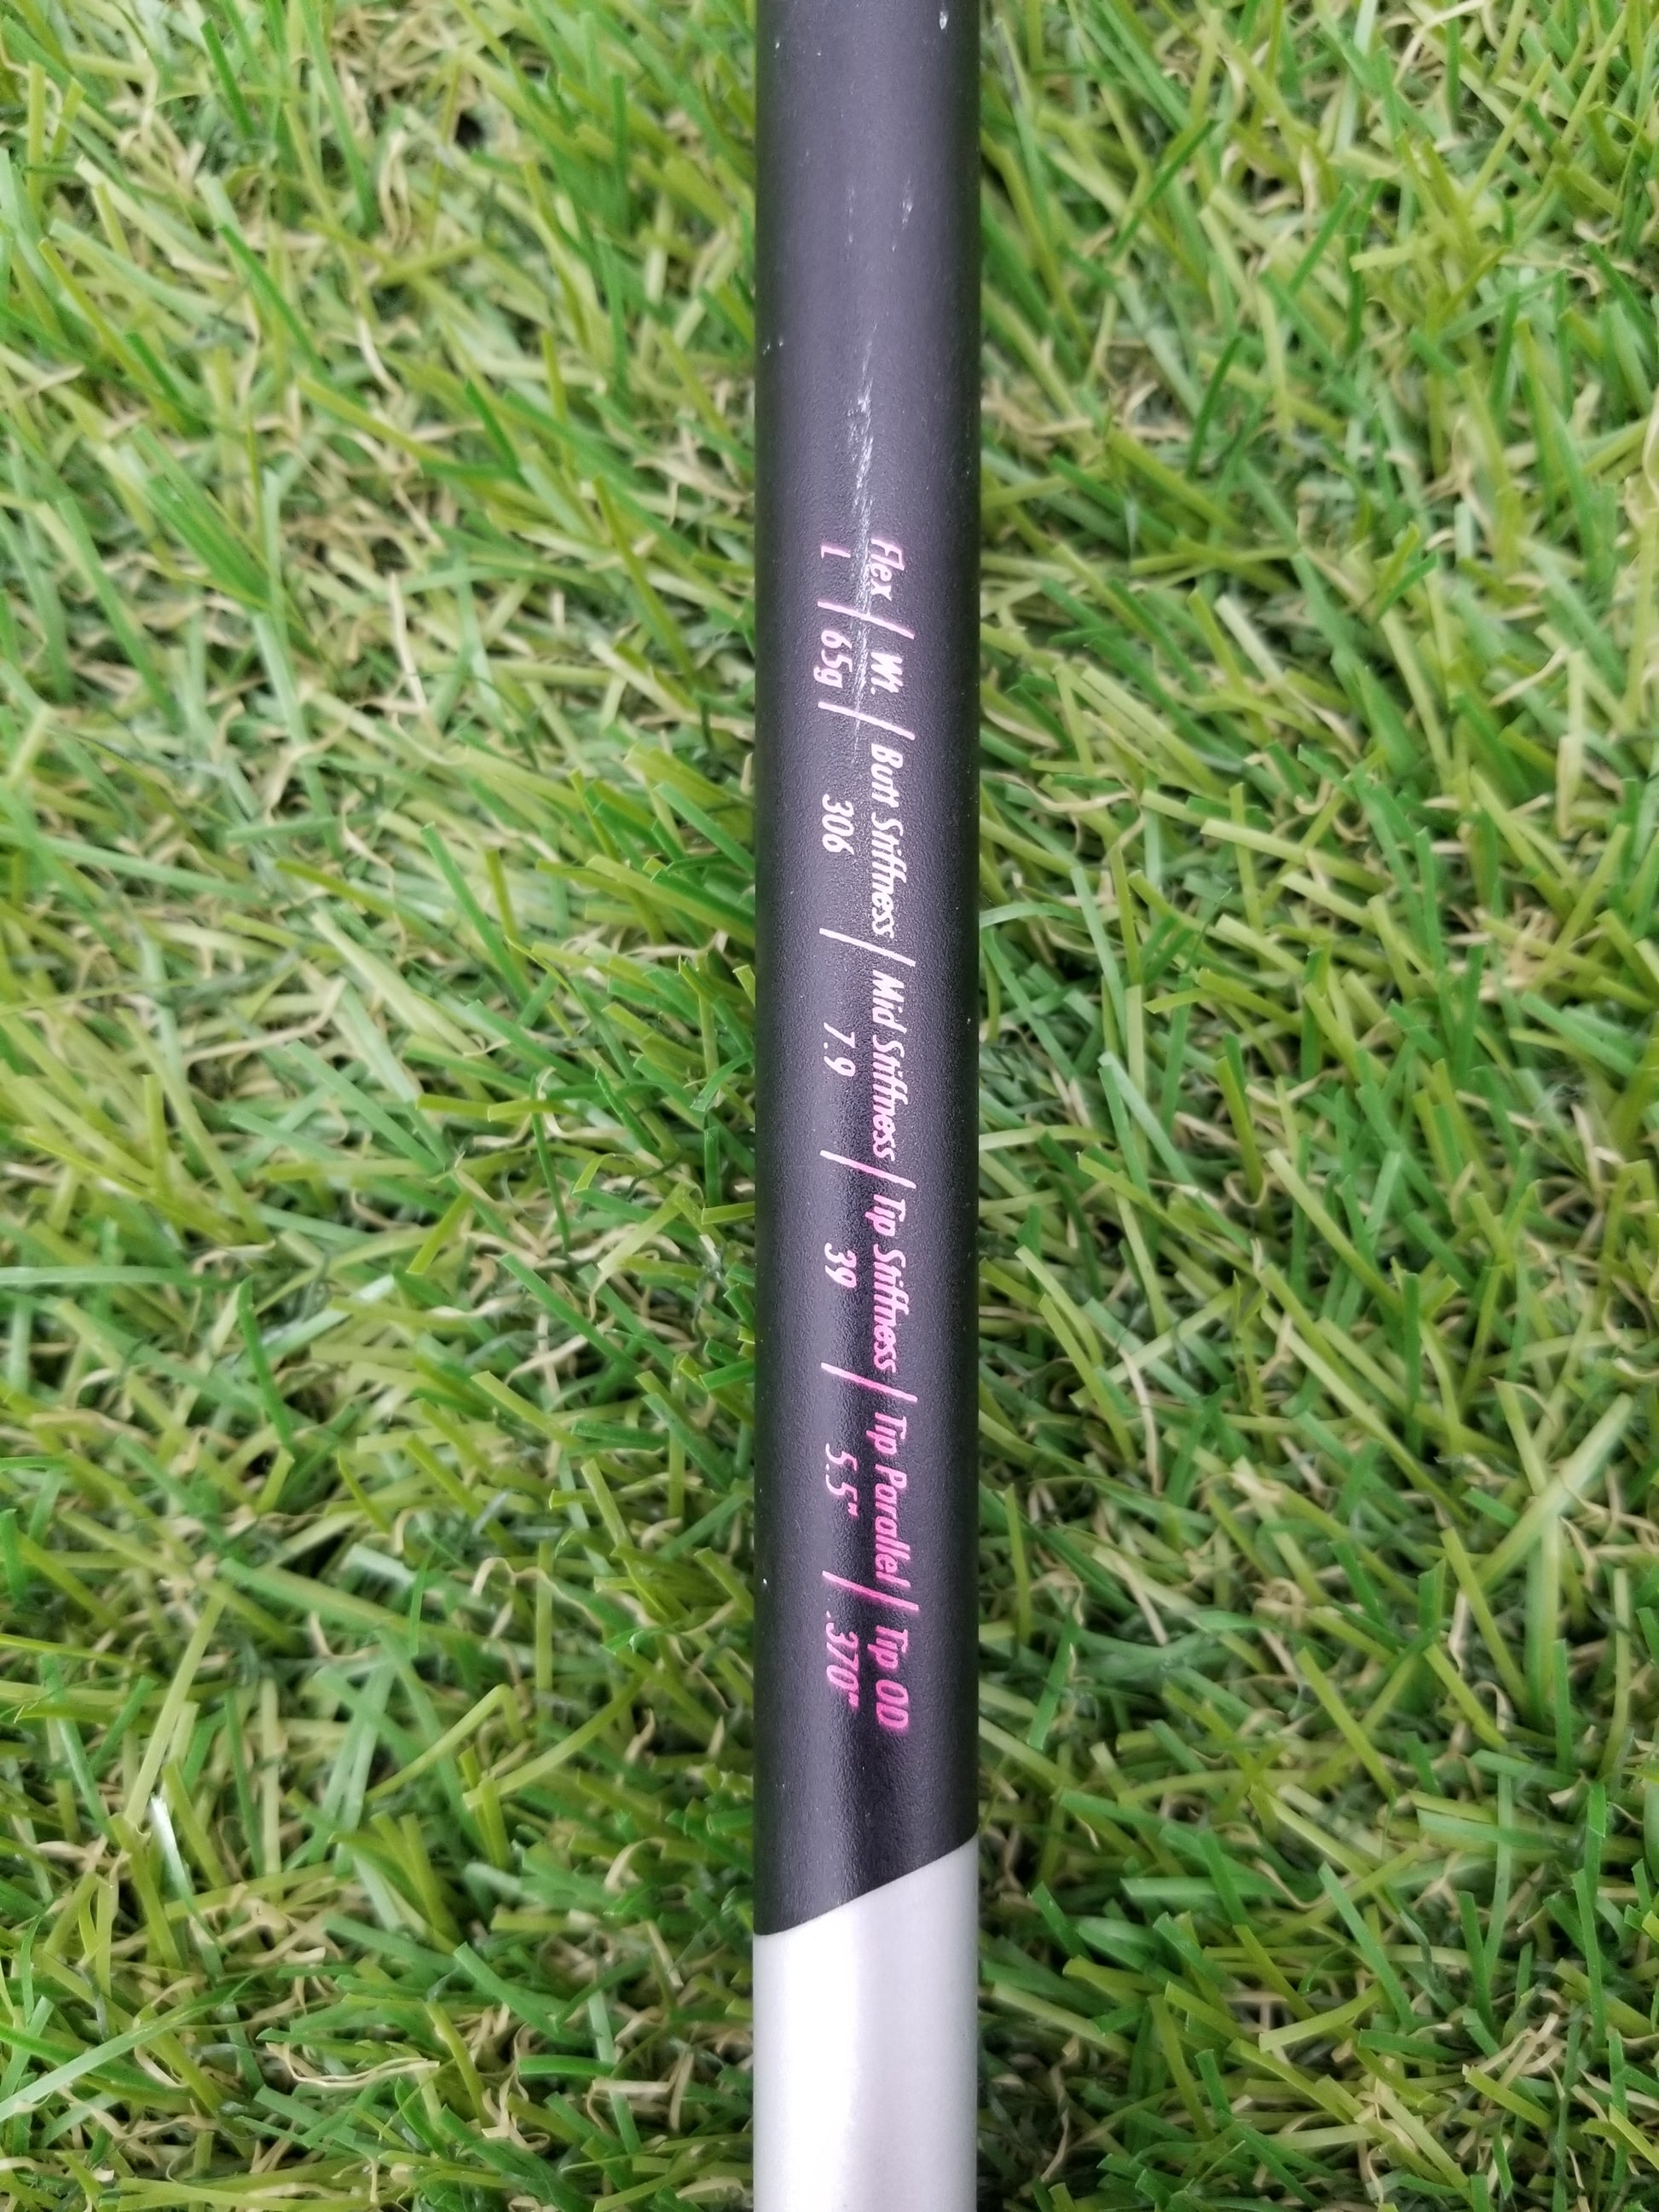 Flex / Wt. / Butt Stiffness / Mid Stiffness / Tip Stiffness / Tip Parallel / Tip OD
L / 65g / 306 / 7.9 / 39 / 5.5" / .370"